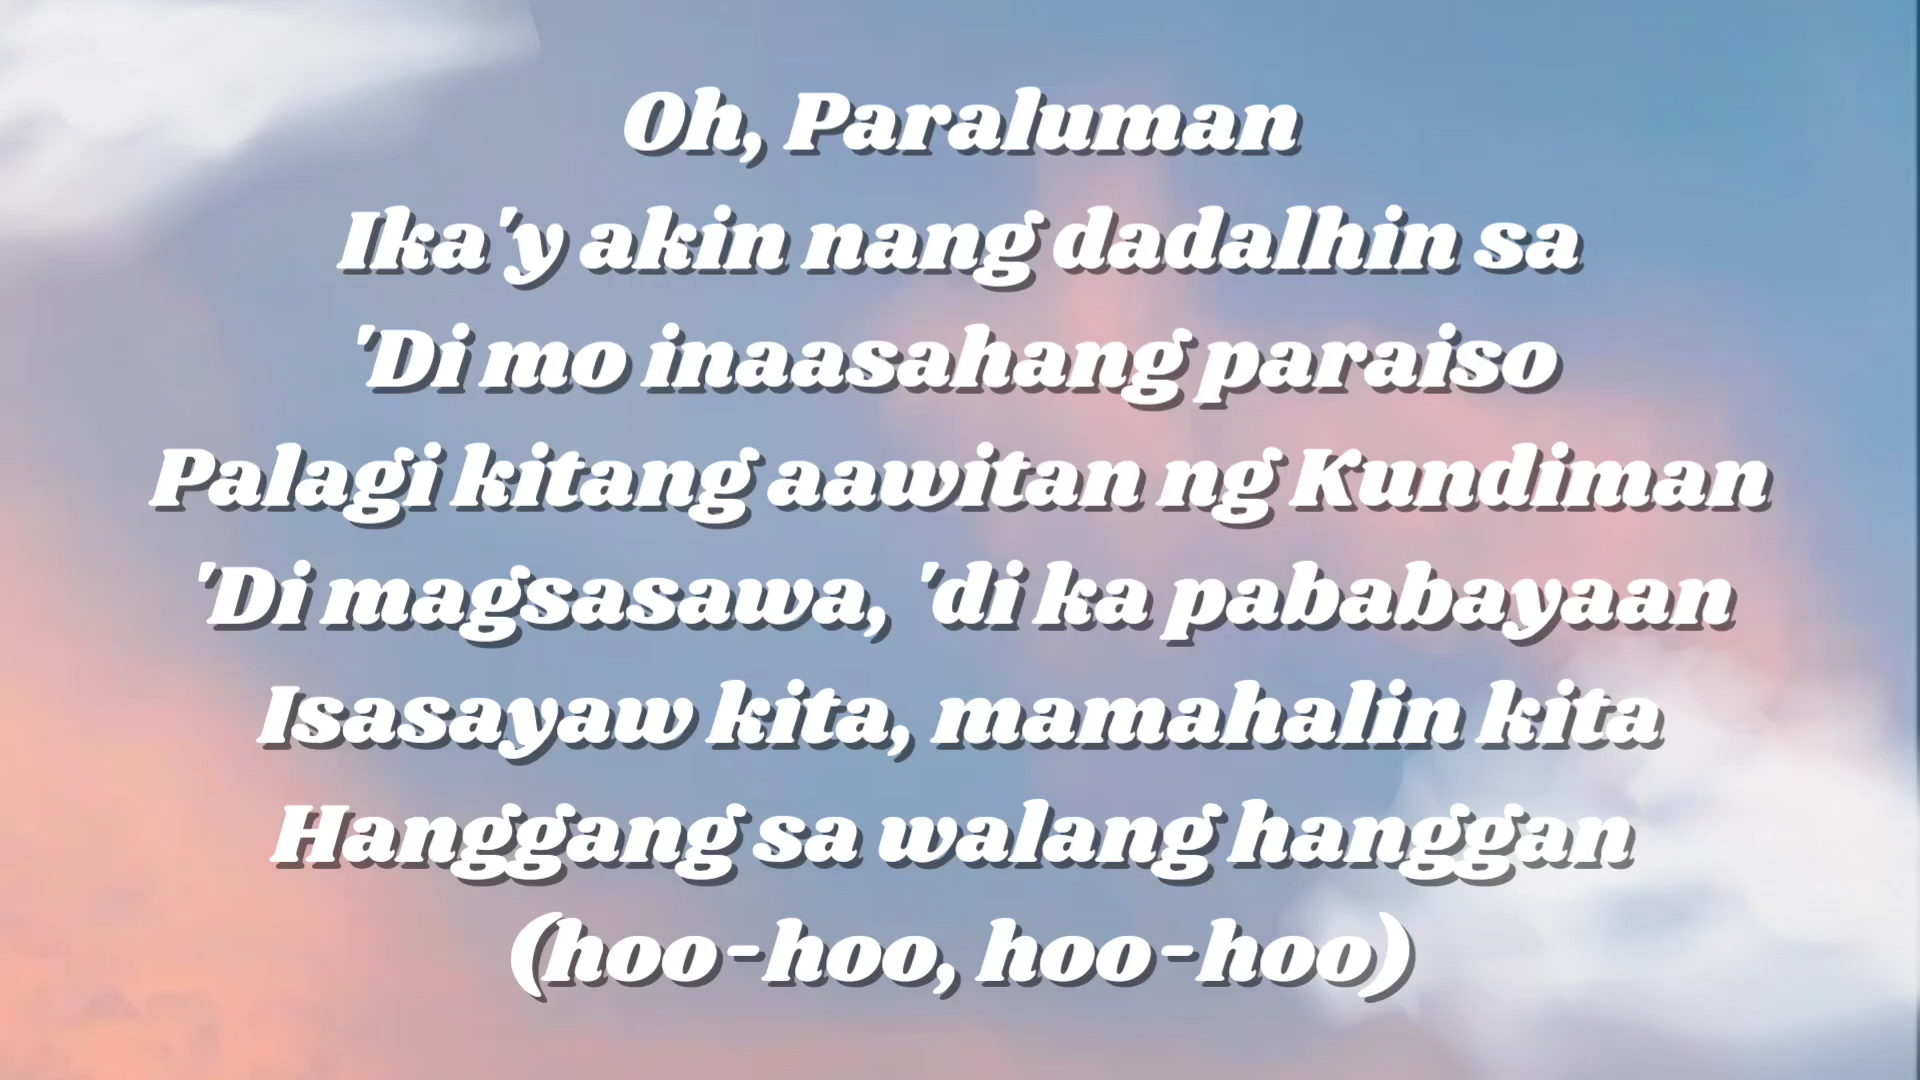 Oh, Paraluman
Ika'y akin nang dadalhin sa
'Di mo inaasahang paraiso
Palagi kitang aawitan ng Kundiman
'Di magsasawa, 'di ka pababayaan
Isasayaw kita, mamahalin kita
Hanggang sa walang hanggan
(hoo-hoo, hoo-hoo)